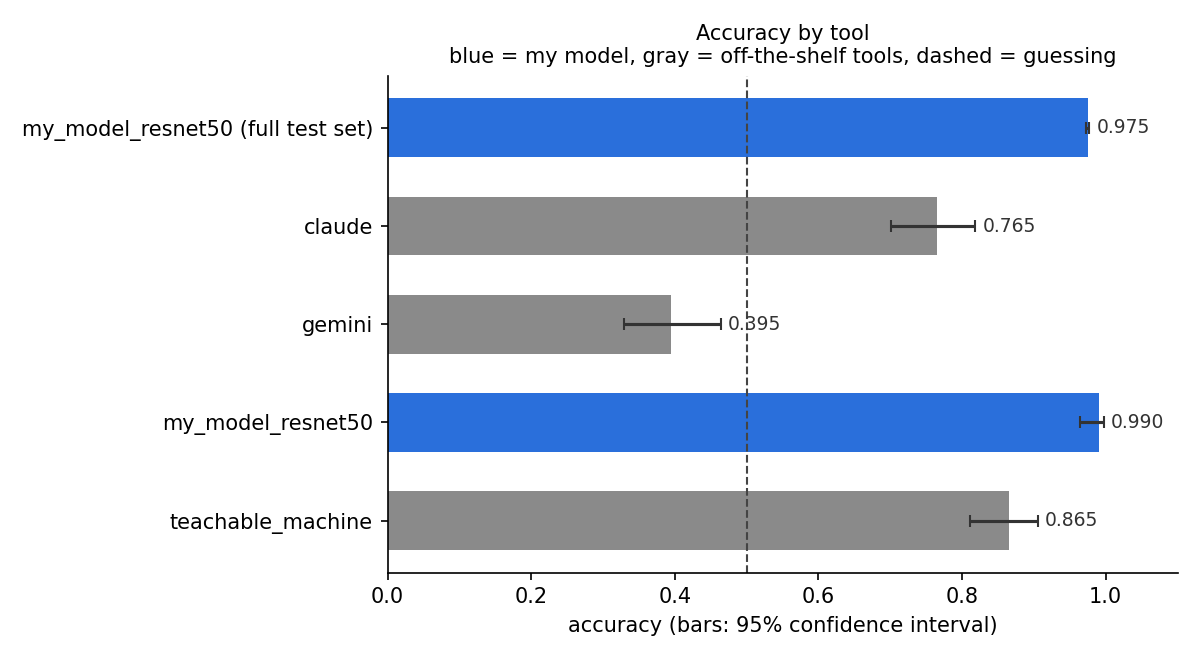 Accuracy by tool
blue = my model, gray = off-the-shelf tools, dashed = guessing
my_model_resnet50 (full test set)
0.975
claude
0.765
gemini
0.395
my_model_resnet50
0.990
teachable_machine
0.865
0.0 0.2 0.4 0.6 0.8 1.0
accuracy (bars: 95% confidence interval)